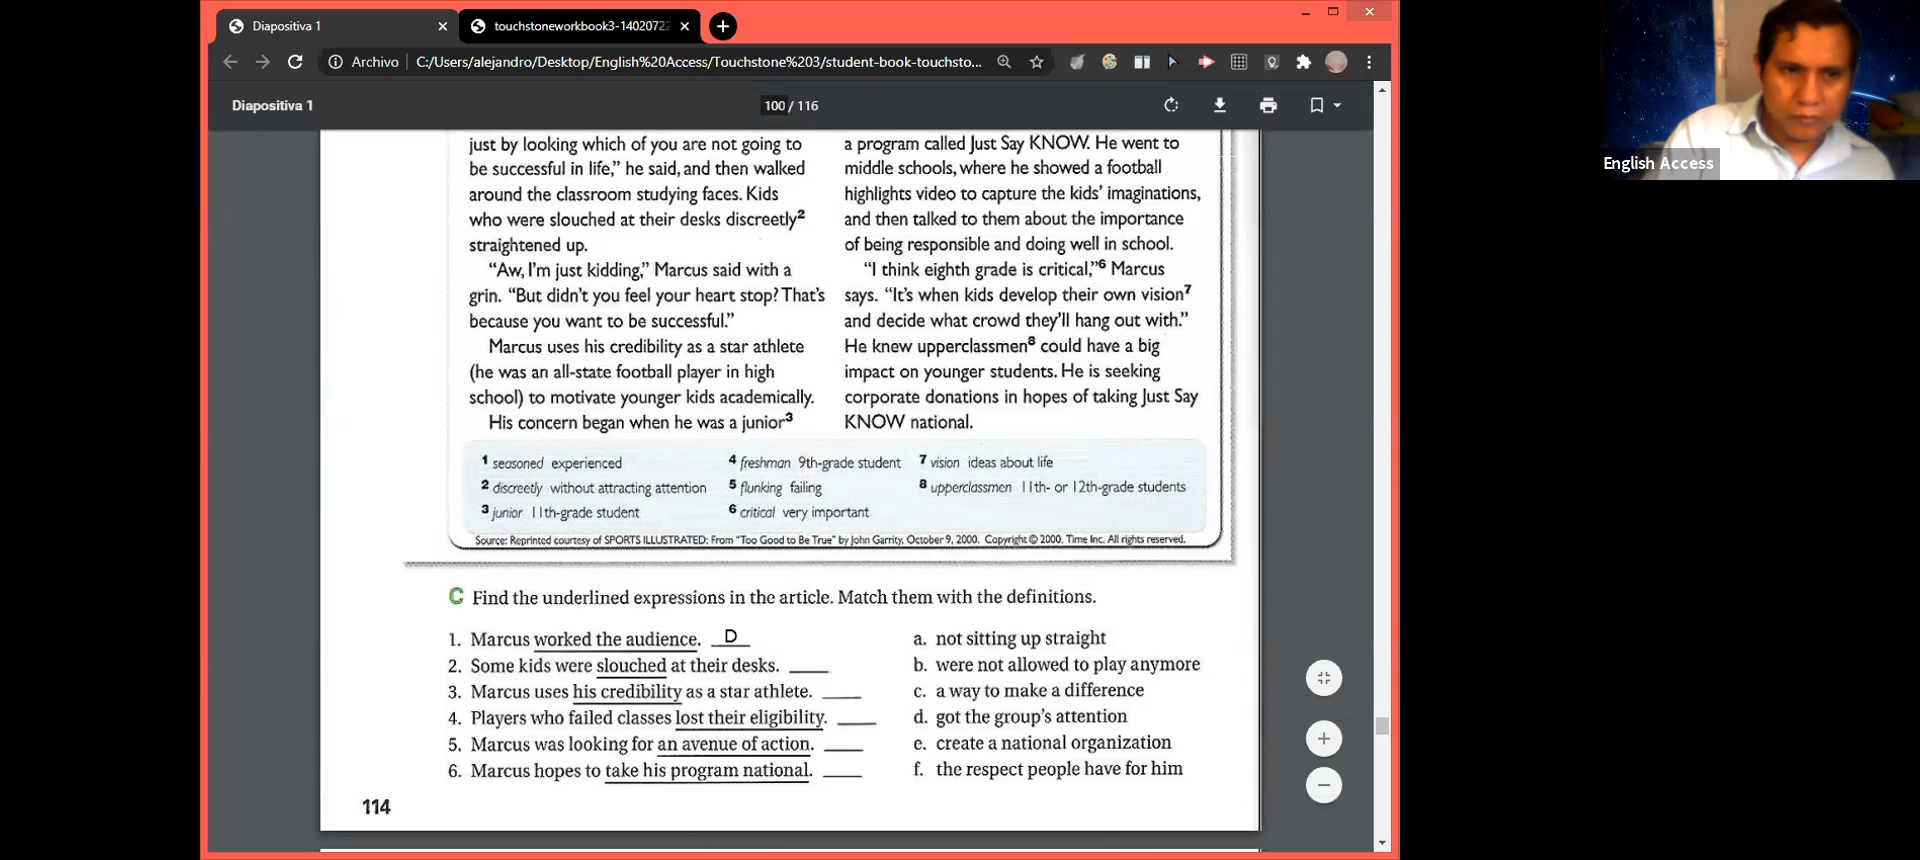 Diapositiva 1
touchstoneworkbook3-1402072
Archivo
C:/Users/alejandro/Desktop/English%20Access/Touchstone%203/student-book-touchsto...
Diapositiva 1
100 / 116
just by looking which of you are not going to
be successful in life,” he said, and then walked
around the classroom studying faces. Kids
who were slouched at their desks discreetly²
straightened up.
“Aw, I’m just kidding,” Marcus said with a
grin. “But didn’t you feel your heart stop? That’s
because you want to be successful.”
Marcus uses his credibility as a star athlete
(he was an all-state football player in high
school) to motivate younger kids academically.
His concern began when he was a junior³
a program called Just Say KNOW. He went to
middle schools, where he showed a football
highlights video to capture the kids’ imaginations,
and then talked to them about the importance
of being responsible and doing well in school.
“I think eighth grade is critical,”⁶ Marcus
says. “It’s when kids develop their own vision⁷
and decide what crowd they’ll hang out with.”
He knew upperclassmen⁸ could have a big
impact on younger students. He is seeking
corporate donations in hopes of taking Just Say
KNOW national.
¹ seasoned experienced
² discreetly without attracting attention
³ junior 11th-grade student
⁴ freshman 9th-grade student
⁵ flunking failing
⁶ critical very important
⁷ vision ideas about life
⁸ upperclassmen 11th- or 12th-grade students
Source: Reprinted courtesy of SPORTS ILLUSTRATED: From “Too Good to Be True” by John Garrity, October 9, 2000. Copyright © 2000. Time Inc. All rights reserved.
C Find the underlined expressions in the article. Match them with the definitions.
1. Marcus worked the audience. D
2. Some kids were slouched at their desks. ____
3. Marcus uses his credibility as a star athlete. ____
4. Players who failed classes lost their eligibility. ____
5. Marcus was looking for an avenue of action. ____
6. Marcus hopes to take his program national. ____
a. not sitting up straight
b. were not allowed to play anymore
c. a way to make a difference
d. got the group’s attention
e. create a national organization
f. the respect people have for him
114
English Access